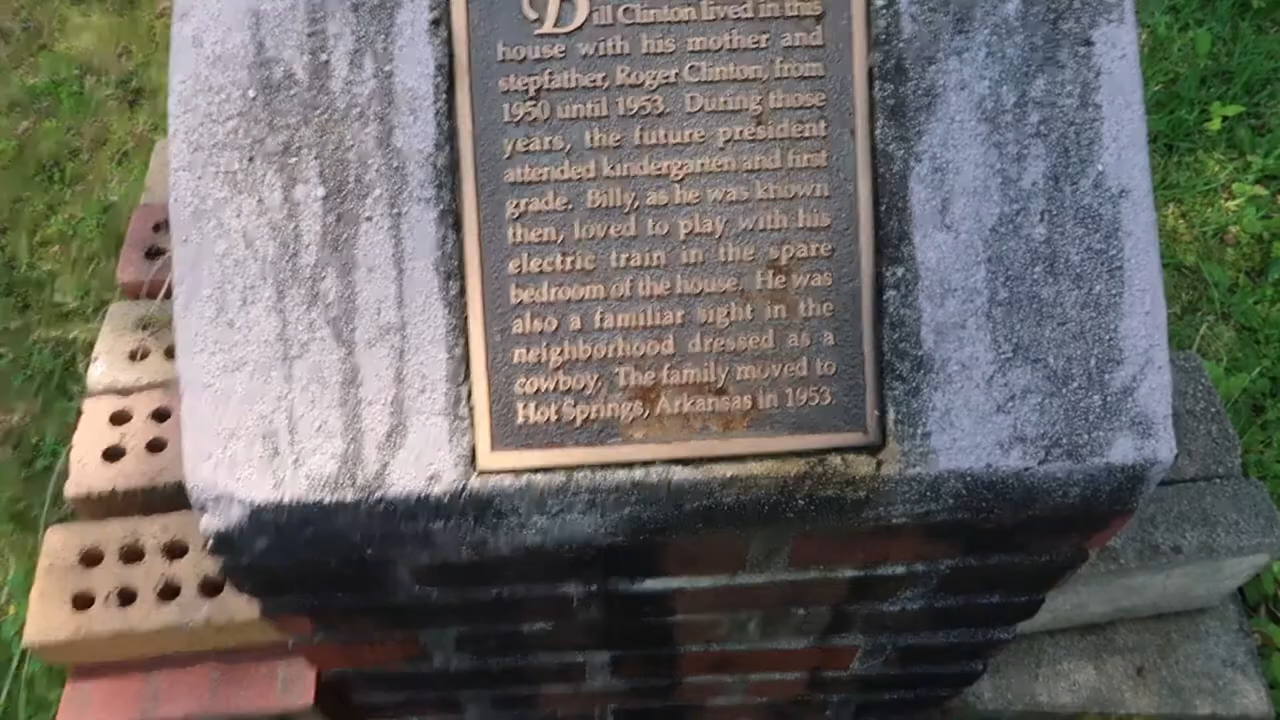 Bill Clinton lived in this
house with his mother and
stepfather, Roger Clinton, from
1950 until 1953. During those
years, the future president
attended kindergarten and first
grade. Billy, as he was known
then, loved to play with his
electric train in the spare
bedroom of the house. He was
also a familiar sight in the
neighborhood dressed as a
cowboy. The family moved to
Hot Springs, Arkansas in 1953.